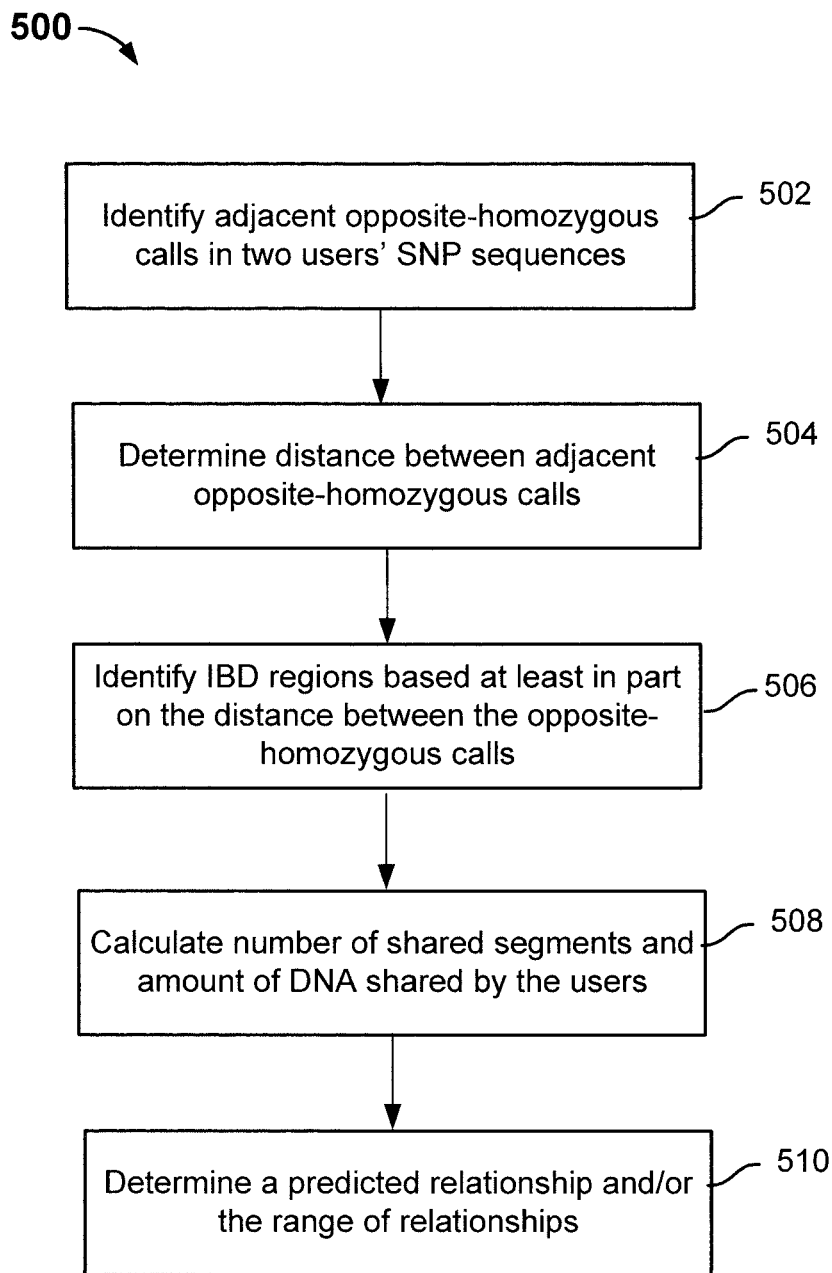 500
Identify adjacent opposite-homozygous
calls in two users’ SNP sequences
502
Determine distance between adjacent
opposite-homozygous calls
504
Identify IBD regions based at least in part
on the distance between the opposite-
homozygous calls
506
Calculate number of shared segments and
amount of DNA shared by the users
508
Determine a predicted relationship and/or
the range of relationships
510